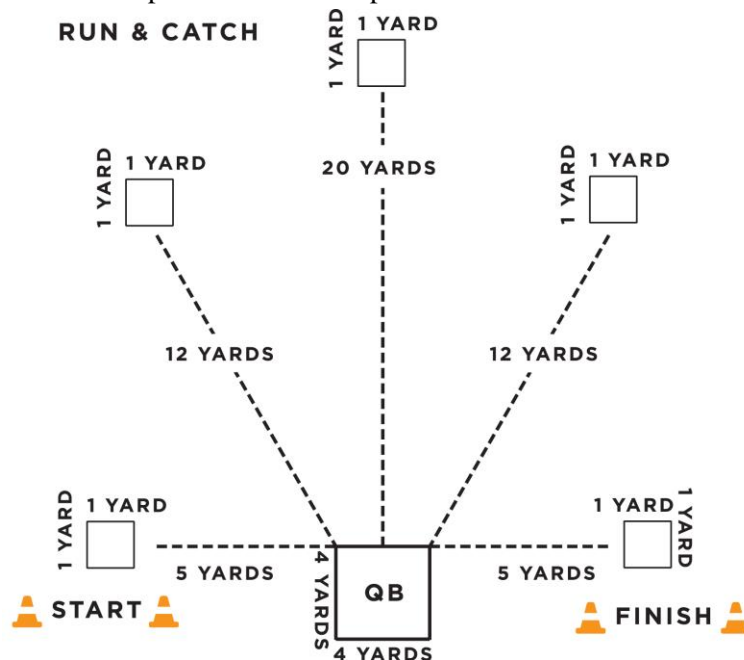 RUN & CATCH
1 YARD
1 YARD
20 YARDS
1 YARD
1 YARD
1 YARD
1 YARD
12 YARDS
12 YARDS
1 YARD
1 YARD
1 YARD
1 YARD
5 YARDS
4 YARDS
QB
5 YARDS
START
FINISH
4 YARDS